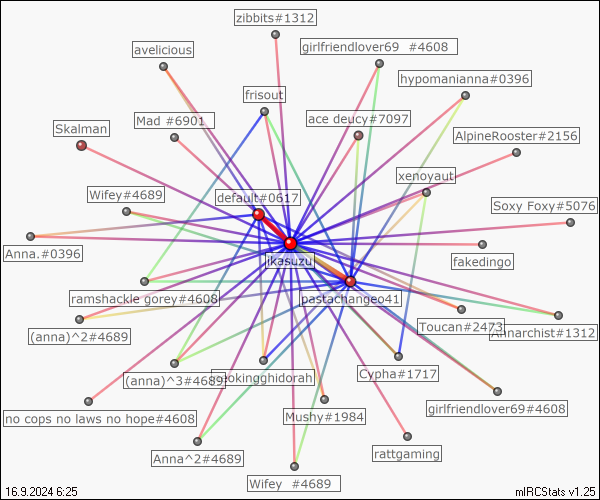 zibbits#1312
avelicious
girlfriendlover69 #4608
hypomanianna#0396
frisout
Mad #6901
ace deucy#7097
Skalman
AlpineRooster#2156
xenoyaut
Wifey#4689
default#0617
Soxy Foxy#5076
Anna.#0396
jkasuzu
fakedingo
ramshackle gorey#4608
pastachangeo41
Toucan#2473
Annarchist#1312
(anna)^2#4689
Cypha#1717
(anna)^3#4689
okingghidorah
no cops no laws no hope#4608
Mushy#1984
girlfriendlover69#4608
Anna^2#4689
rattgaming
Wifey #4689
16.9.2024 6:25
mIRCStats v1.25